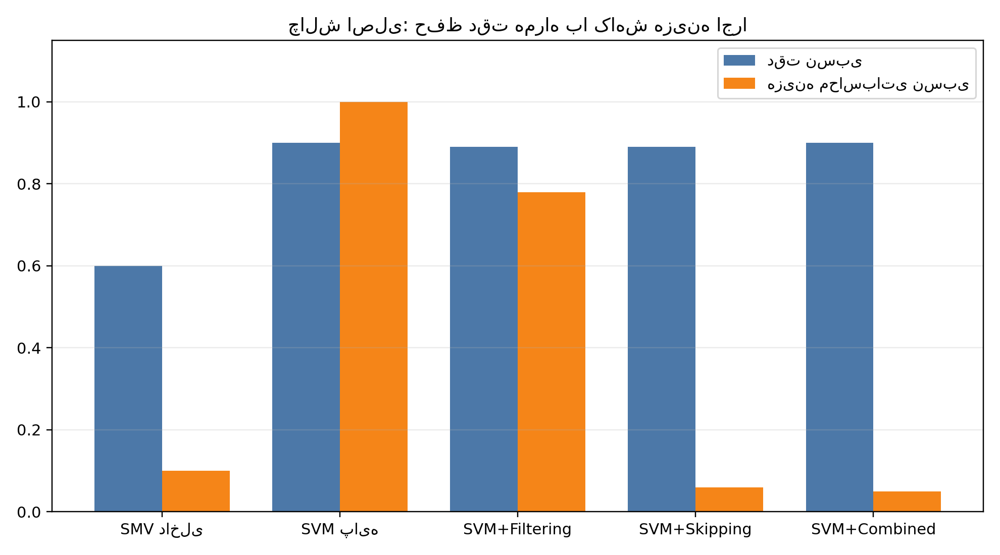 چالش اصلی: حفظ دقت همراه با کاهش هزینه اجرا
دقت نسبی
هزینه محاسباتی نسبی
1.0
0.8
0.6
0.4
0.2
0.0
SMV داخلی
SVM پایه
SVM+Filtering
SVM+Skipping
SVM+Combined